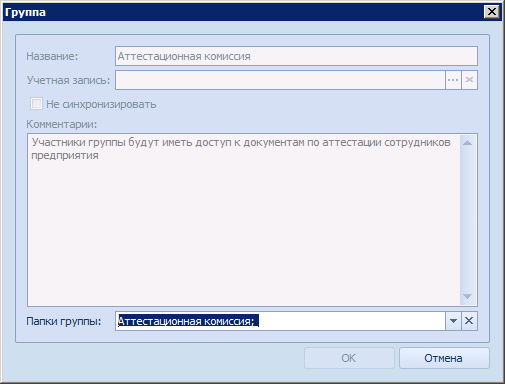 Группа
Название: Аттестационная комиссия
Учетная запись:
Не синхронизировать
Комментарии:
Участники группы будут иметь доступ к документам по аттестации сотрудников
предприятия
Папки группы: Аттестационная комиссия;
OK Отмена